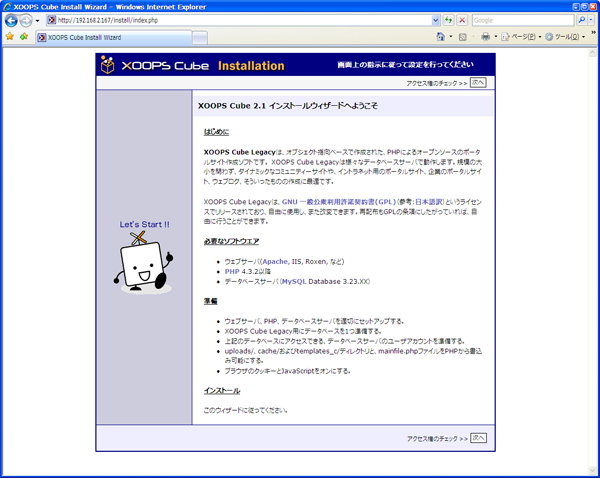 XOOPS Cube Install Wizard - Windows Internet Explorer
http://192.168.2.167/install/index.php
Google
XOOPS Cube Install Wizard
ページ(P)
ツール(O)
XOOPS Cube Installation
画面上の指示に従って設定を行ってください
アクセス権のチェック >> 次へ
XOOPS Cube 2.1 インストールウィザードへようこそ
はじめに
XOOPS Cube Legacyは、オブジェクト指向ベースで作成された、PHPによるオープンソースのポータ
ルサイト作成ソフトです。 XOOPS Cube Legacyは様々なデータベースサーバで動作します。規模の大
小を問わず、ダイナミックなコミュニティーサイトや、イントラネット用のポータルサイト、企業のポータルサイ
ト、ウェブログ、そういったものの作成に最適です。
XOOPS Cube Legacyは、GNU 一般公衆利用許諾契約書(GPL)(参考:日本語訳)というライセン
スでリリースされており、自由に使用し、また改変できます。再配布もGPLの条項にしたがっていれば、自
由に行うことができます。
Let's Start !!
必要なソフトウエア
ウェブサーバ(Apache, IIS, Roxen, など)
PHP 4.3.2以降
データベースサーバ(MySQL Database 3.23.XX)
準備
ウェブサーバ、PHP、データベースサーバを適切にセットアップする。
XOOPS Cube Legacy用にデータベースを1つ準備する。
上記のデータベースにアクセスできる、データベースサーバのユーザアカウントを準備する。
uploads/、cache/およびtemplates_c/ディレクトリと、mainfile.phpファイルをPHPから書込
み可能にする。
ブラウザのクッキーとJavaScriptをオンにする。
インストール
このウィザードに従ってください。
アクセス権のチェック >> 次へ